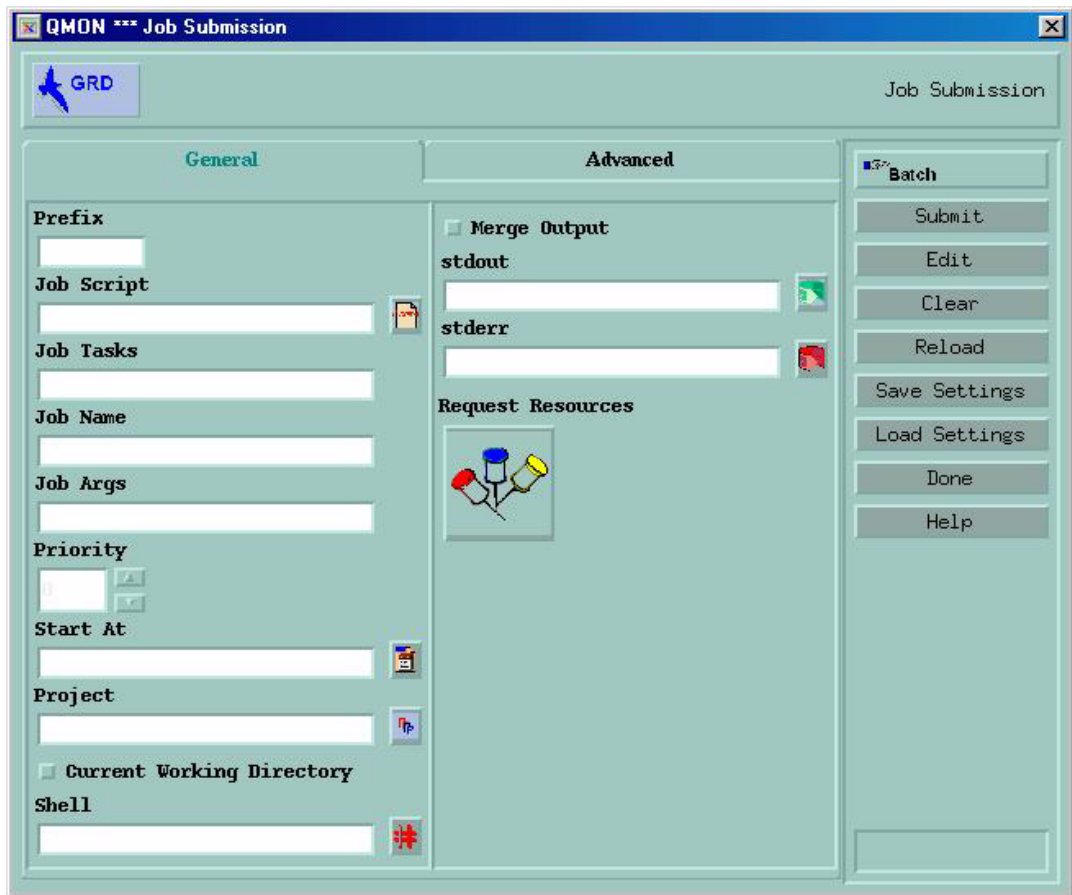 QMON *** Job Submission
GRD
Job Submission
General
Advanced
Prefix
Job Script
Job Tasks
Job Name
Job Args
Priority
0
Start At
Project
Current Working Directory
Shell
Merge Output
stdout
stderr
Request Resources
Batch
Submit
Edit
Clear
Reload
Save Settings
Load Settings
Done
Help